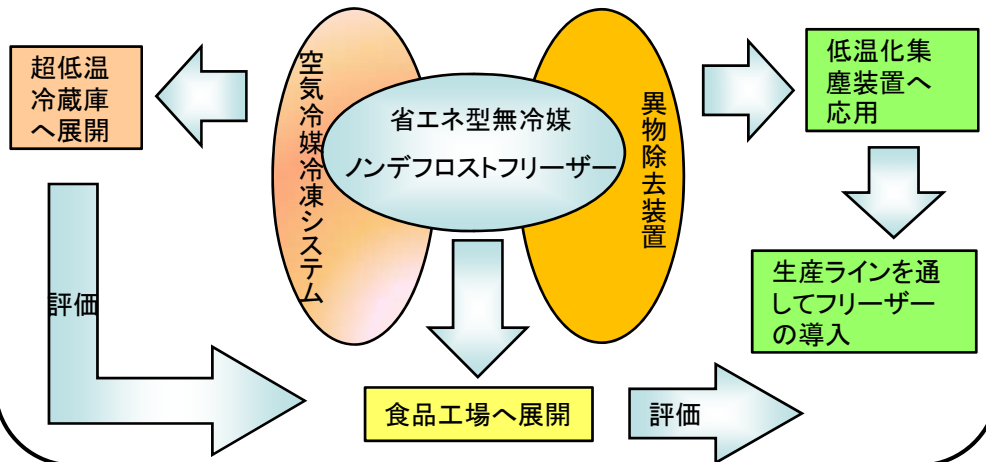 超低温
冷蔵庫
へ展開
空気冷媒冷凍システム
省エネ型無冷媒
ノンデフロストフリーザー
異物除去装置
低温化集
塵装置へ
応用
生産ラインを通
してフリーザー
の導入
評価
食品工場へ展開
評価